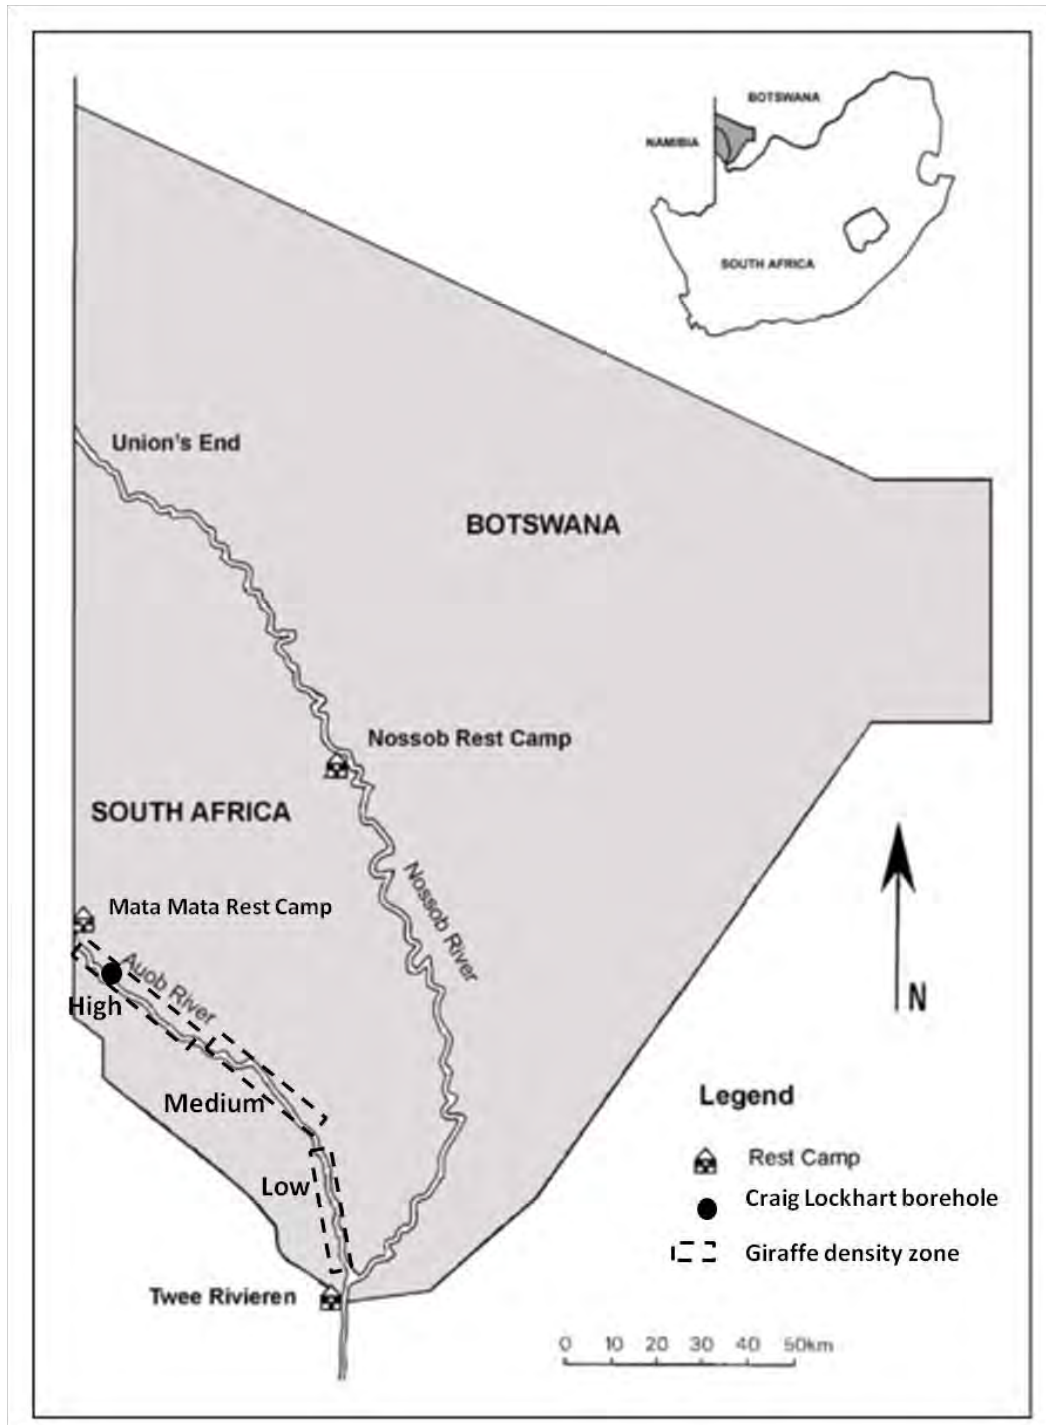 BOTSWANA
NAMIBIA
SOUTH AFRICA
Union's End
BOTSWANA
Nossob Rest Camp
SOUTH AFRICA
Nossob River
Mata Mata Rest Camp
Auob River
High
N
Medium
Low
Twee Rivieren
Legend
Rest Camp
Craig Lockhart borehole
Giraffe density zone
0 10 20 30 40 50km